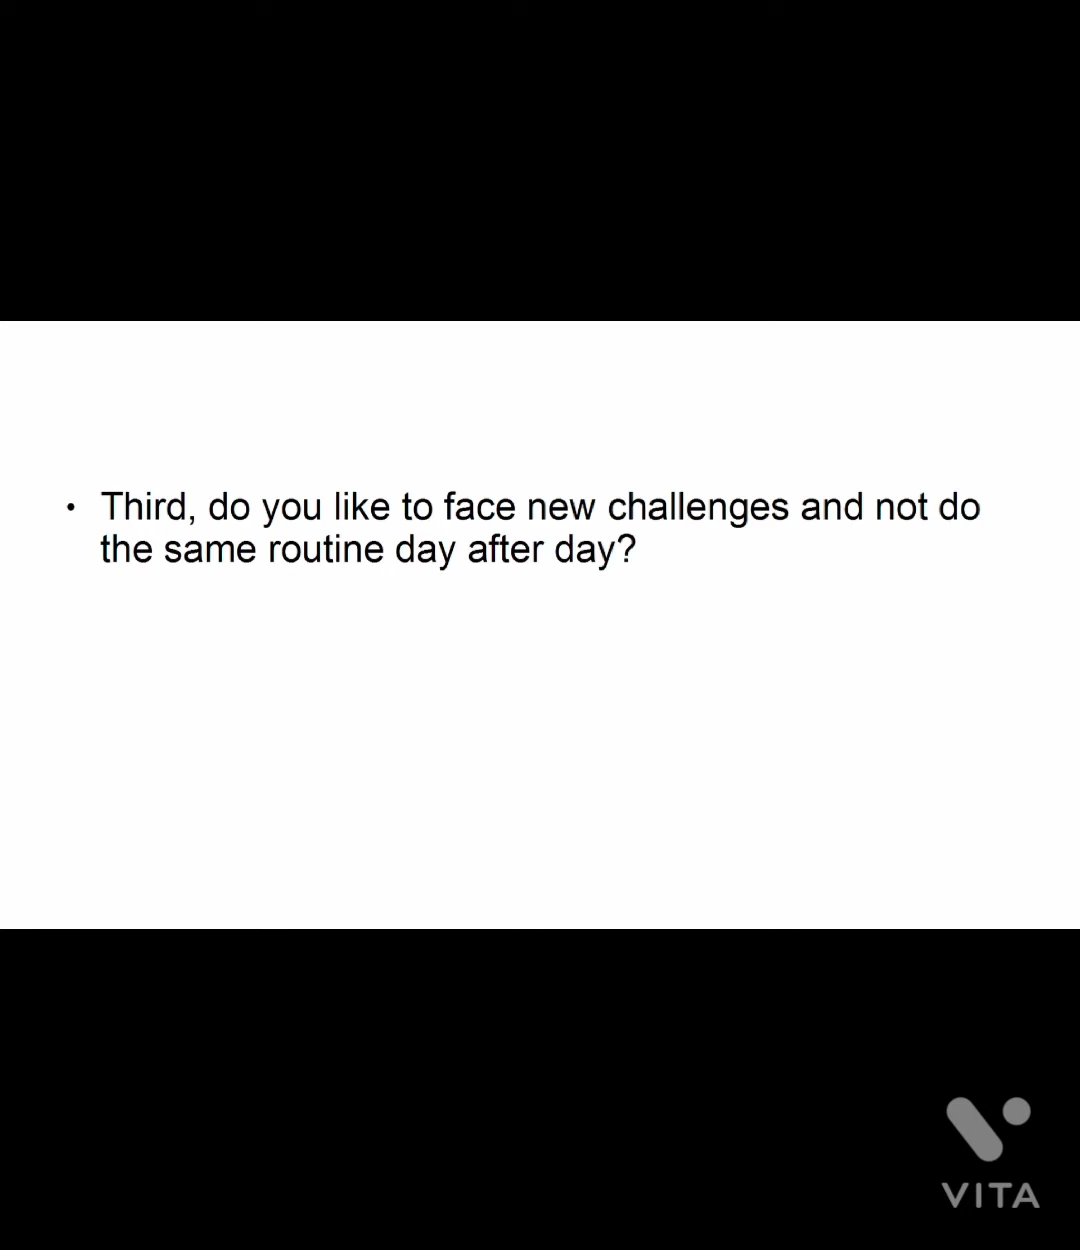 • Third, do you like to face new challenges and not do
the same routine day after day?
VITA